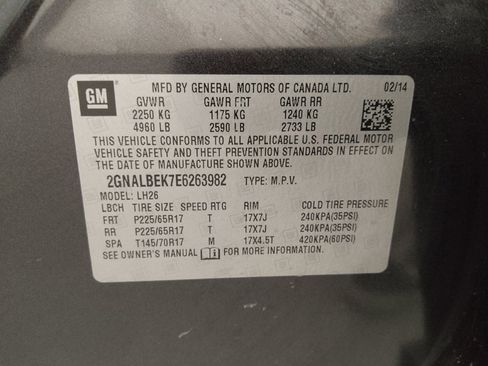 GM
MFD BY GENERAL MOTORS OF CANADA LTD. 02/14
GVWR GAWR FRT GAWR RR
2250 KG 1175 KG 1240 KG
4960 LB 2590 LB 2733 LB
THIS VEHICLE CONFORMS TO ALL APPLICABLE U.S. FEDERAL MOTOR
VEHICLE SAFETY AND THEFT PREVENTION STANDARDS IN EFFECT ON
THE DATE OF MANUFACTURE SHOWN ABOVE.
2GNALBEK7E6263982 TYPE: M.P.V.
MODEL: LH26
LBCH TIRE SIZE SPEED RTG RIM COLD TIRE PRESSURE
FRT P225/65R17 T 17X7J 240KPA(35PSI)
RR P225/65R17 T 17X7J 240KPA(35PSI)
SPA T145/70R17 M 17X4.5T 420KPA(60PSI)
SEE OWNER'S MANUAL FOR MORE INFORMATION.